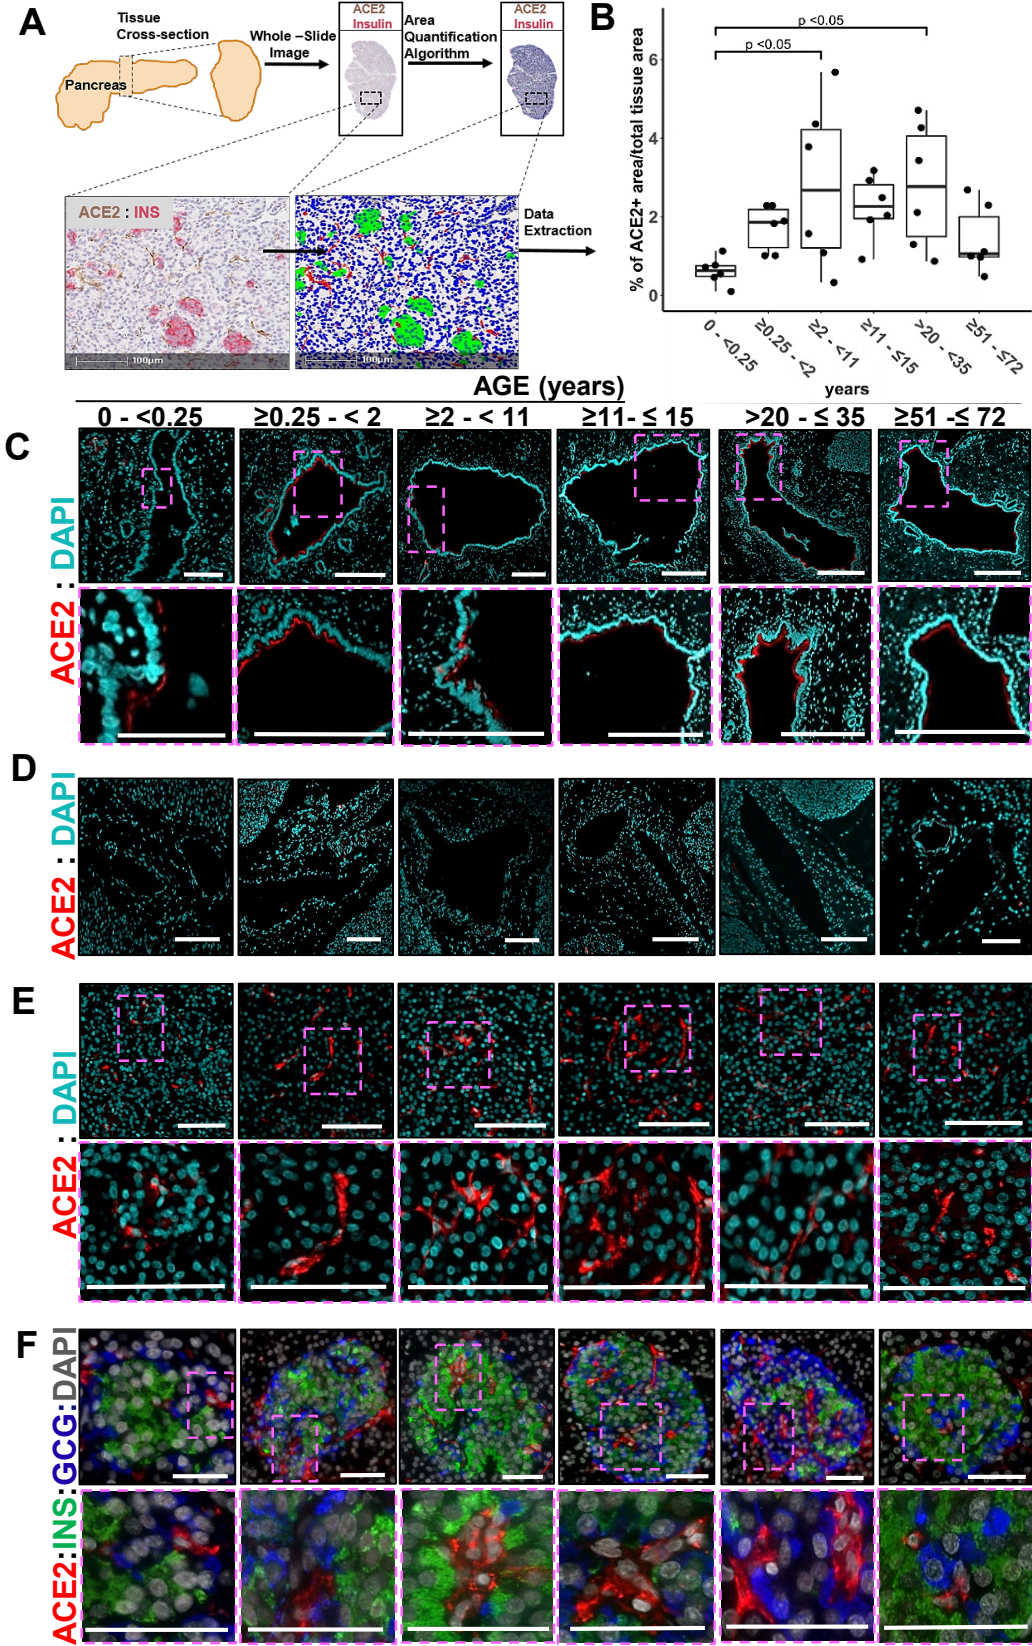 A
Tissue
Cross-section
Pancreas
Whole –Slide
Image
ACE2
Insulin
Area
Quantification
Algorithm
ACE2
Insulin
ACE2 : INS
100µm
100µm
Data
Extraction
B
p <0.05
p <0.05
% of ACE2+ area/total tissue area
6
4
2
0
0 - <0.25
≥0.25 - <2
≥2 - <11
≥11 - ≤15
>20 - <35
≥51 - ≤72
years
AGE (years)
0 - <0.25
≥0.25 - < 2
≥2 - < 11
≥11- ≤ 15
>20 - ≤ 35
≥51 -≤ 72
C
ACE2 : DAPI
D
ACE2 : DAPI
E
ACE2 : DAPI
F
ACE2:INS:GCG:DAPI